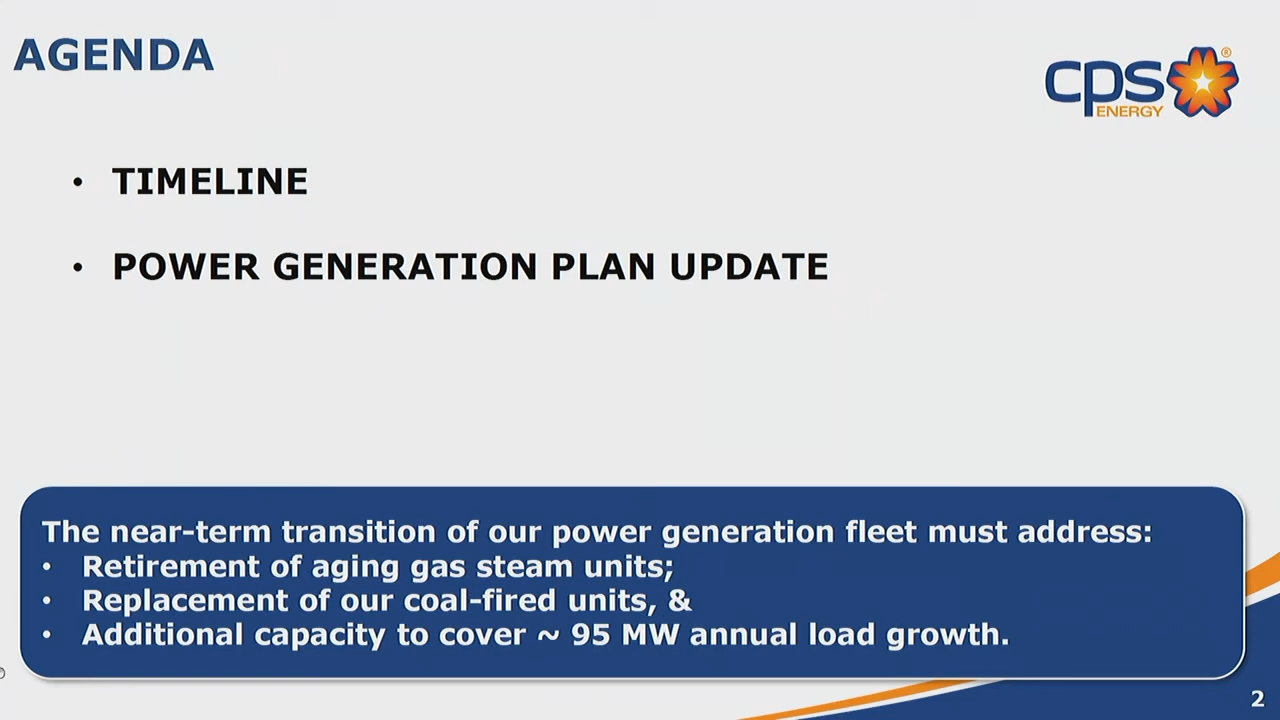 AGENDA
cps
ENERGY
®
• TIMELINE
• POWER GENERATION PLAN UPDATE
The near-term transition of our power generation fleet must address:
• Retirement of aging gas steam units;
• Replacement of our coal-fired units, &
• Additional capacity to cover ~ 95 MW annual load growth.
2